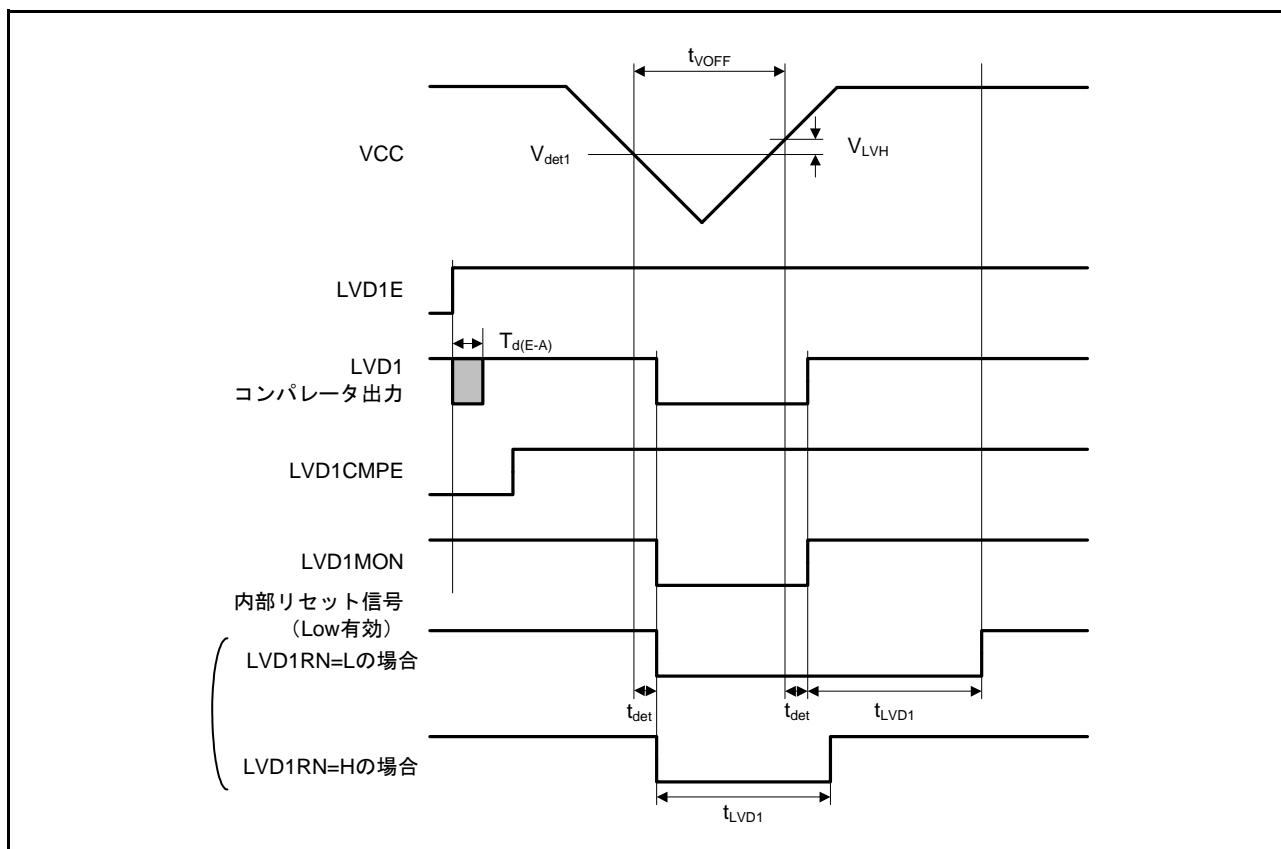 tVOFF
VCC
Vdet1
VLVH
LVD1E
Td(E-A)
LVD1
コンパレータ出力
LVD1CMPE
LVD1MON
内部リセット信号
（Low有効）
LVD1RN=Lの場合
tdet
tdet
tLVD1
LVD1RN=Hの場合
tLVD1